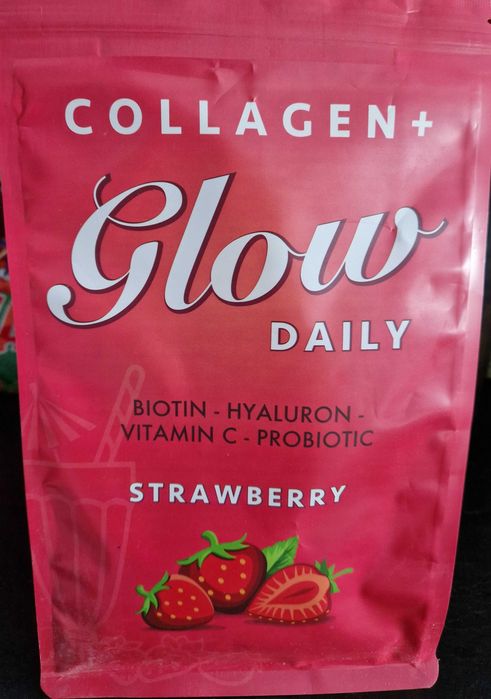 COLLAGEN+
Glow
DAILY
BIOTIN - HYALURON -
VITAMIN C - PROBIOTIC
STRAWBERRY